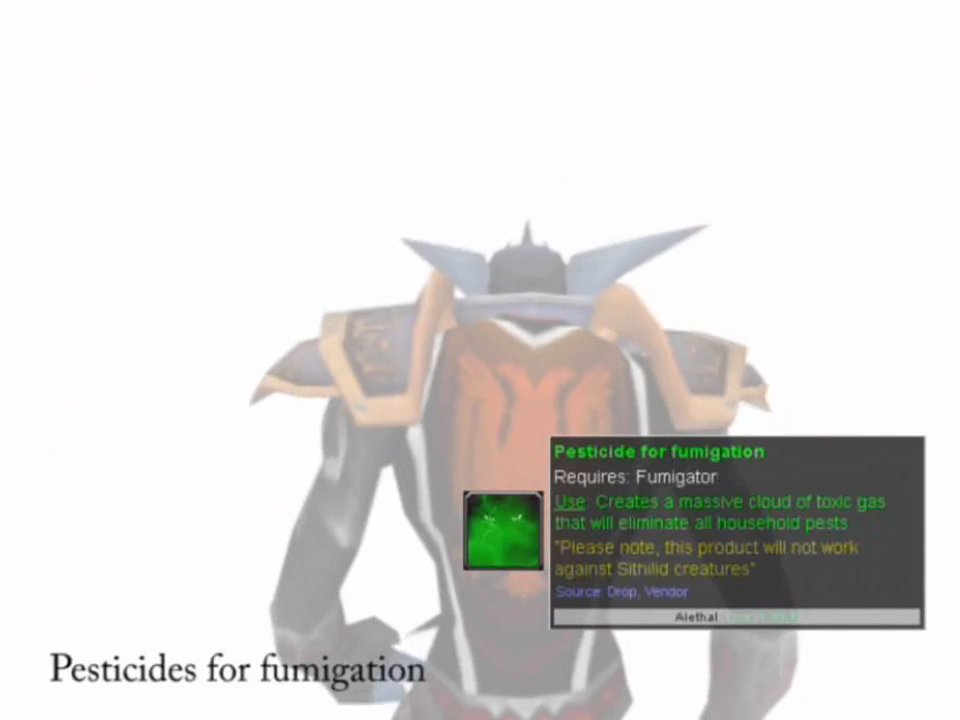 Pesticide for fumigation
Requires: Fumigator
Use: Creates a massive cloud of toxic gas
that will eliminate all household pests
"Please note, this product will not work
against Sithilid creatures"
Source: Drop, Vendor
Alethal
Pesticides for fumigation